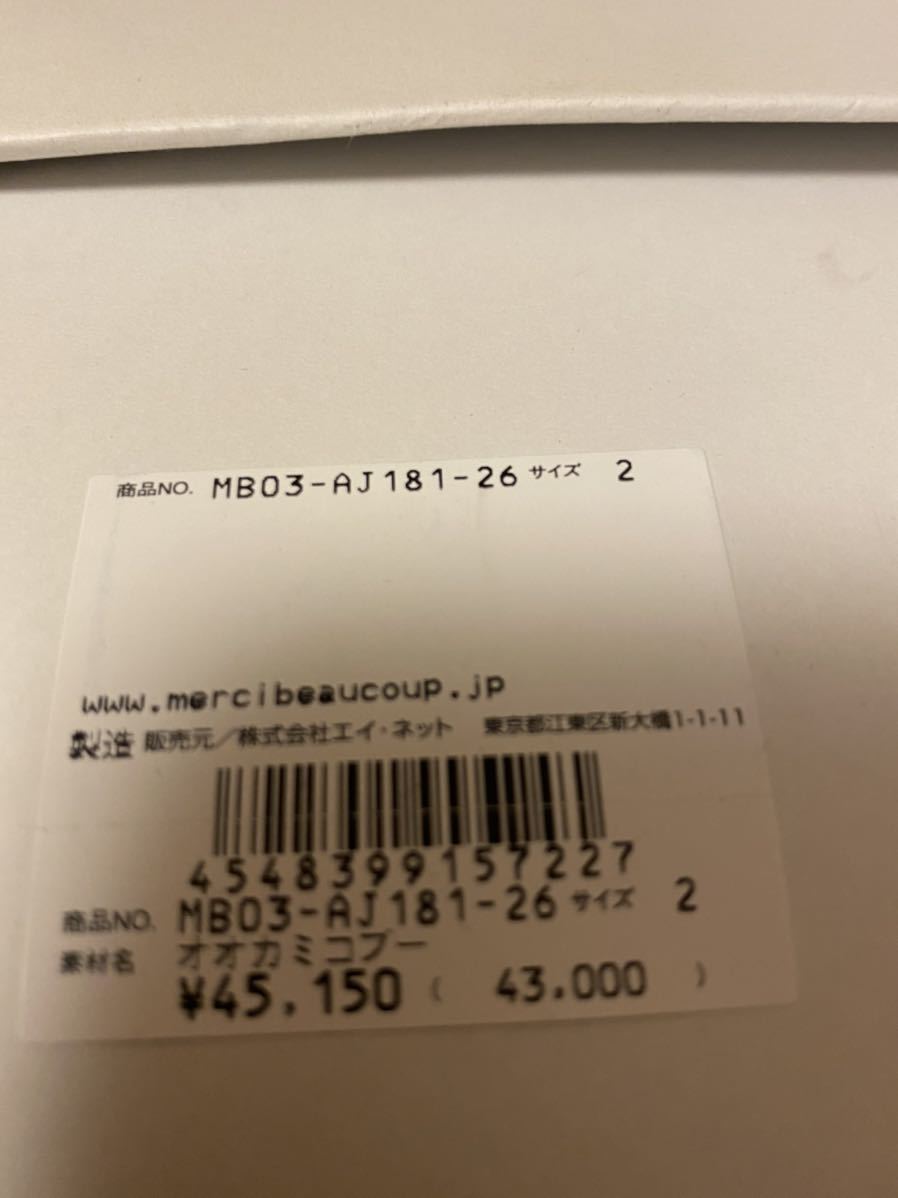 商品NO. MB03-AJ181-26 サイズ 2
www.mercibeaucoup.jp
製造 販売元/株式会社エイ・ネット 東京都江東区新大橋1-1-11
4548399157227
商品NO. MB03-AJ181-26 サイズ 2
素材名 オオカミコブー
¥45,150 ( 43,000 )